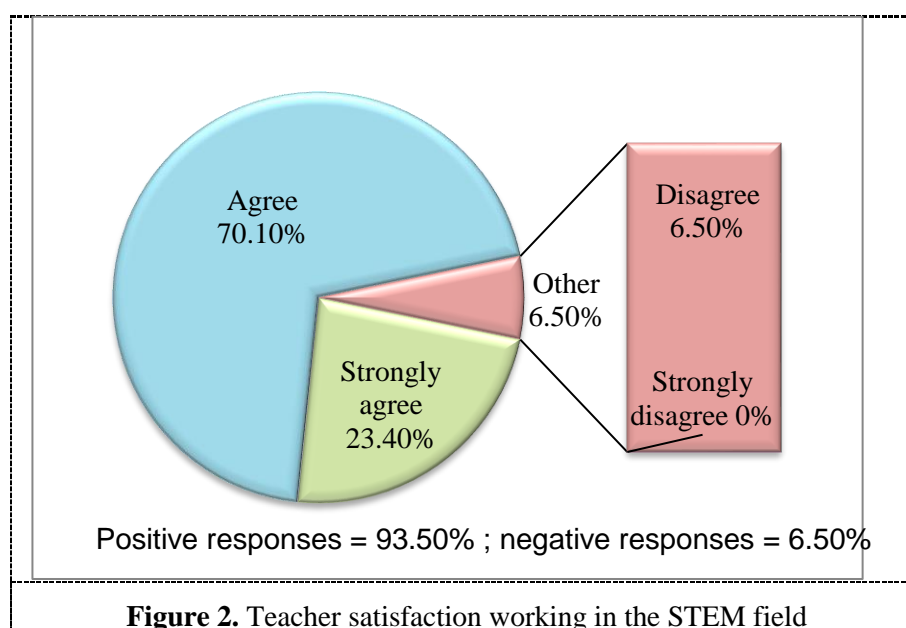 Agree
70.10%
Strongly
agree
23.40%
Other
6.50%
Disagree
6.50%
Strongly
disagree 0%
Positive responses = 93.50% ; negative responses = 6.50%
Figure 2. Teacher satisfaction working in the STEM field